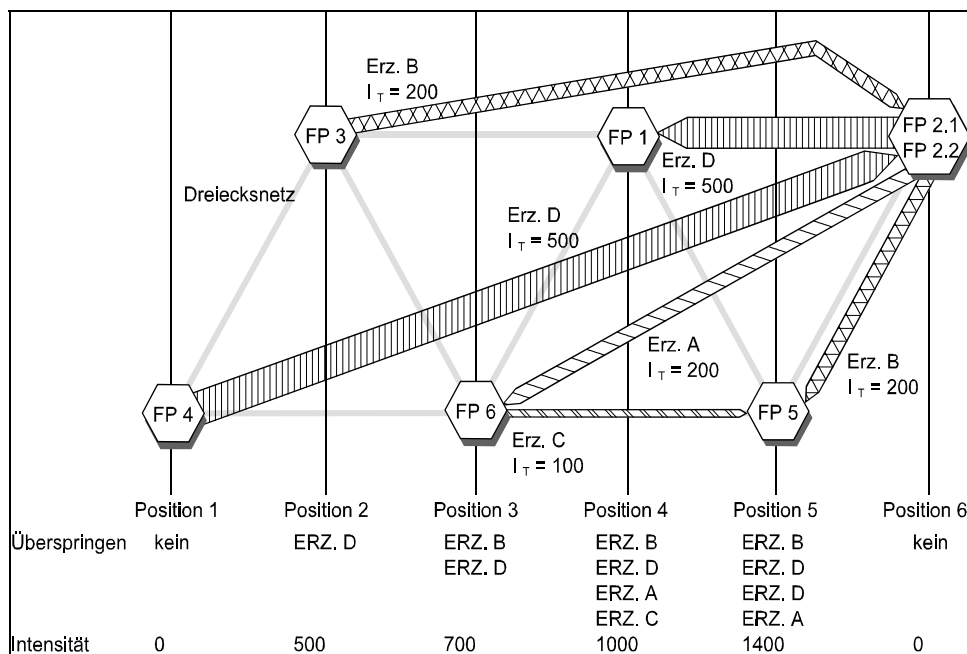 Erz. B
I T = 200
FP 3
FP 1
FP 2.1
FP 2.2
Erz. D
I T = 500
Dreiecksnetz
Erz. D
I T = 500
Erz. A
I T = 200
Erz. B
I T = 200
FP 4
FP 6
FP 5
Erz. C
I T = 100
Position 1 Position 2 Position 3 Position 4 Position 5 Position 6
Überspringen kein ERZ. D ERZ. B ERZ. B ERZ. B kein
ERZ. D ERZ. D ERZ. D
ERZ. A ERZ. D
ERZ. C ERZ. A
Intensität 0 500 700 1000 1400 0